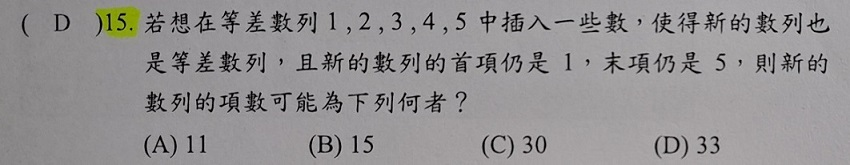 ( D )15. 若想在等差數列 1 , 2 , 3 , 4 , 5 中插入一些數，使得新的數列也
是等差數列，且新的數列的首項仍是 1，末項仍是 5，則新的
數列的項數可能為下列何者？
(A) 11 (B) 15 (C) 30 (D) 33